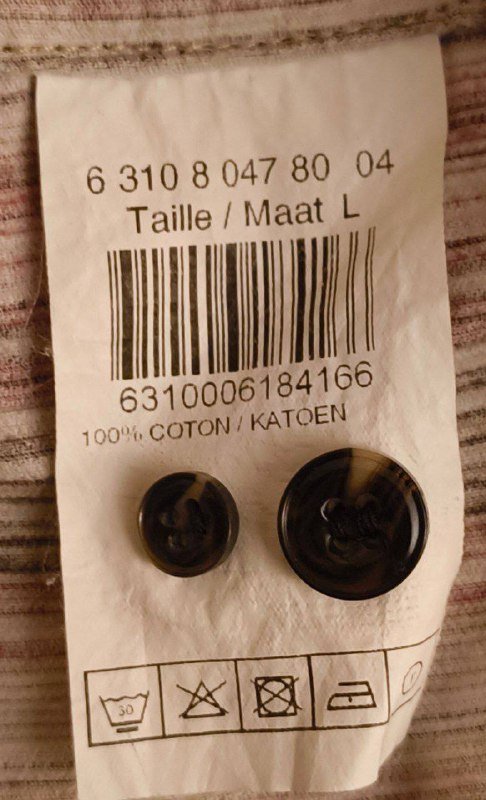 6 310 8 047 80 04
Taille / Maat L
6310006184166
100% COTON / KATOEN
30